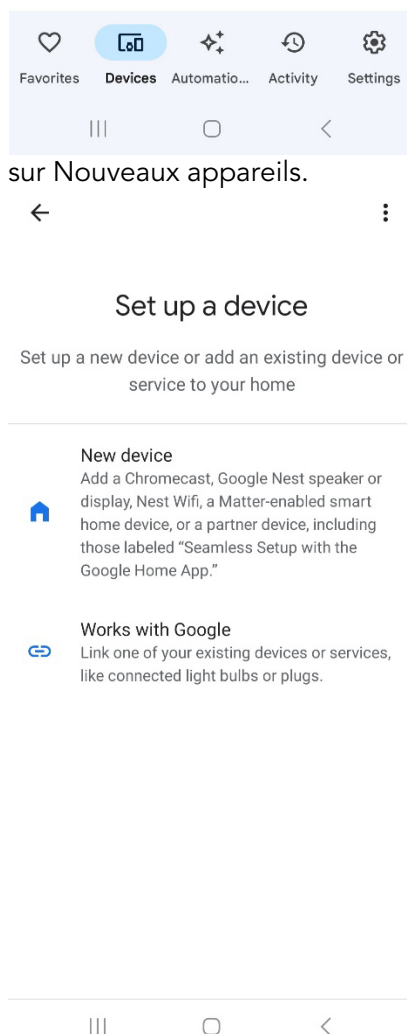 Favorites Devices Automatio... Activity Settings
sur Nouveaux appareils.
Set up a device
Set up a new device or add an existing device or
service to your home
New device
Add a Chromecast, Google Nest speaker or
display, Nest Wifi, a Matter-enabled smart
home device, or a partner device, including
those labeled “Seamless Setup with the
Google Home App.”
Works with Google
Link one of your existing devices or services,
like connected light bulbs or plugs.